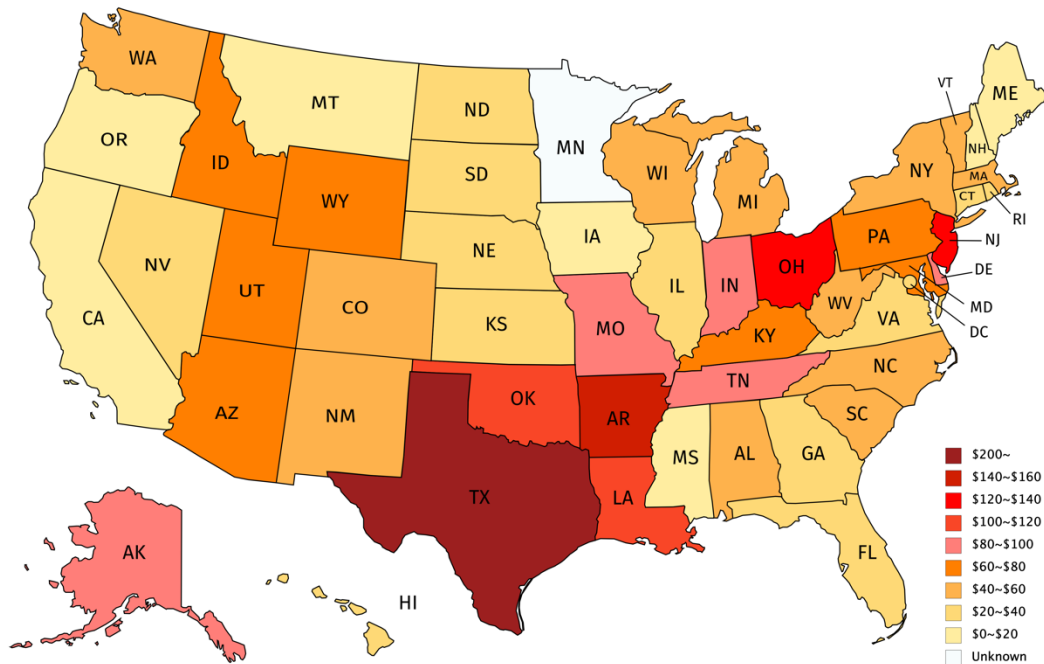 WA
MT
ND
MN
VT
ME
OR
ID
WY
SD
WI
MI
NY
NH
MA
CT
RI
NV
UT
CO
NE
IA
IL
IN
OH
PA
NJ
DE
MD
DC
CA
KS
MO
KY
WV
VA
AZ
NM
OK
AR
TN
NC
SC
TX
LA
MS
AL
GA
FL
AK
HI
$200~
$140~$160
$120~$140
$100~$120
$80~$100
$60~$80
$40~$60
$20~$40
$0~$20
Unknown